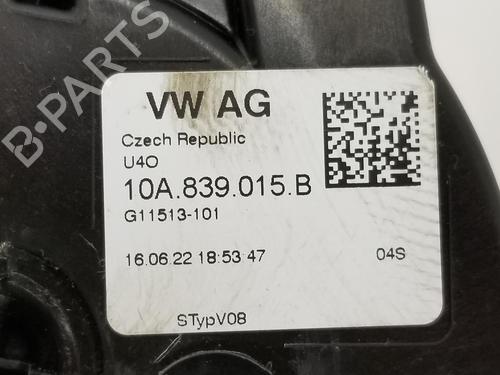 B-PARTS
VW AG
Czech Republic
U4O
10A.839.015.B
G11513-101
16.06.22 18:53:47 04S
STypV08